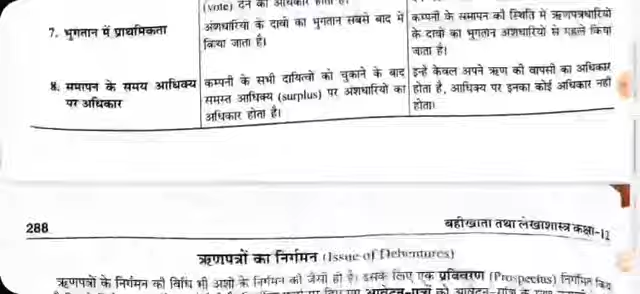 (vote) देने का अधिकार होता है।
7. भुगतान में प्राथमिकता
अंशधारियों के दावों का भुगतान सबसे बाद में
किया जाता है।
कम्पनी के समापन की स्थिति में ऋणपत्रधारियों
के दावों का भुगतान अंशधारियों से पहले किया
जाता है।
8. समापन के समय आधिक्य
पर अधिकार
कम्पनी के सभी दायित्वों को चुकाने के बाद
समस्त आधिक्य (surplus) पर अंशधारियों का
अधिकार होता है।
इन्हें केवल अपने ऋण की वापसी का अधिकार
होता है, आधिक्य पर इनका कोई अधिकार नहीं
होता।
288
बहीखाता तथा लेखाशास्त्र कक्षा-12
ऋणपत्रों का निर्गमन (Issue of Debentures)
ऋणपत्रों के निर्गमन की विधि भी अंशों के निर्गमन की जैसी ही है। इसके लिए एक प्रविवरण (Prospectus) निर्गमित किया
आवेदन-पत्रों